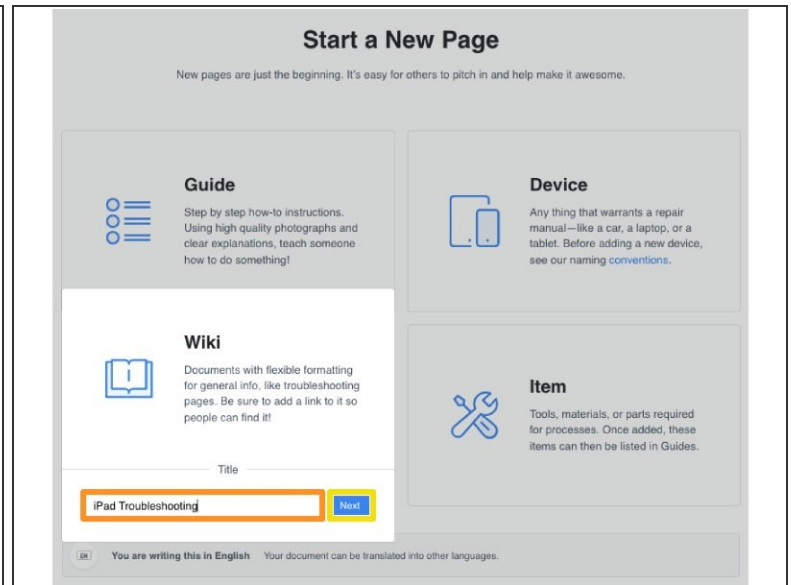 Start a New Page
New pages are just the beginning. It's easy for others to pitch in and help make it awesome.
Guide
Step by step how-to instructions.
Using high quality photographs and
clear explanations, teach someone
how to do something!
Device
Any thing that warrants a repair
manual—like a car, a laptop, or a
tablet. Before adding a new device,
see our naming conventions.
Wiki
Documents with flexible formatting
for general info, like troubleshooting
pages. Be sure to add a link to it so
people can find it!
Title
iPad Troubleshooting
Next
Item
Tools, materials, or parts required
for processes. Once added, these
items can then be listed in Guides.
EN You are writing this in English Your document can be translated into other languages.